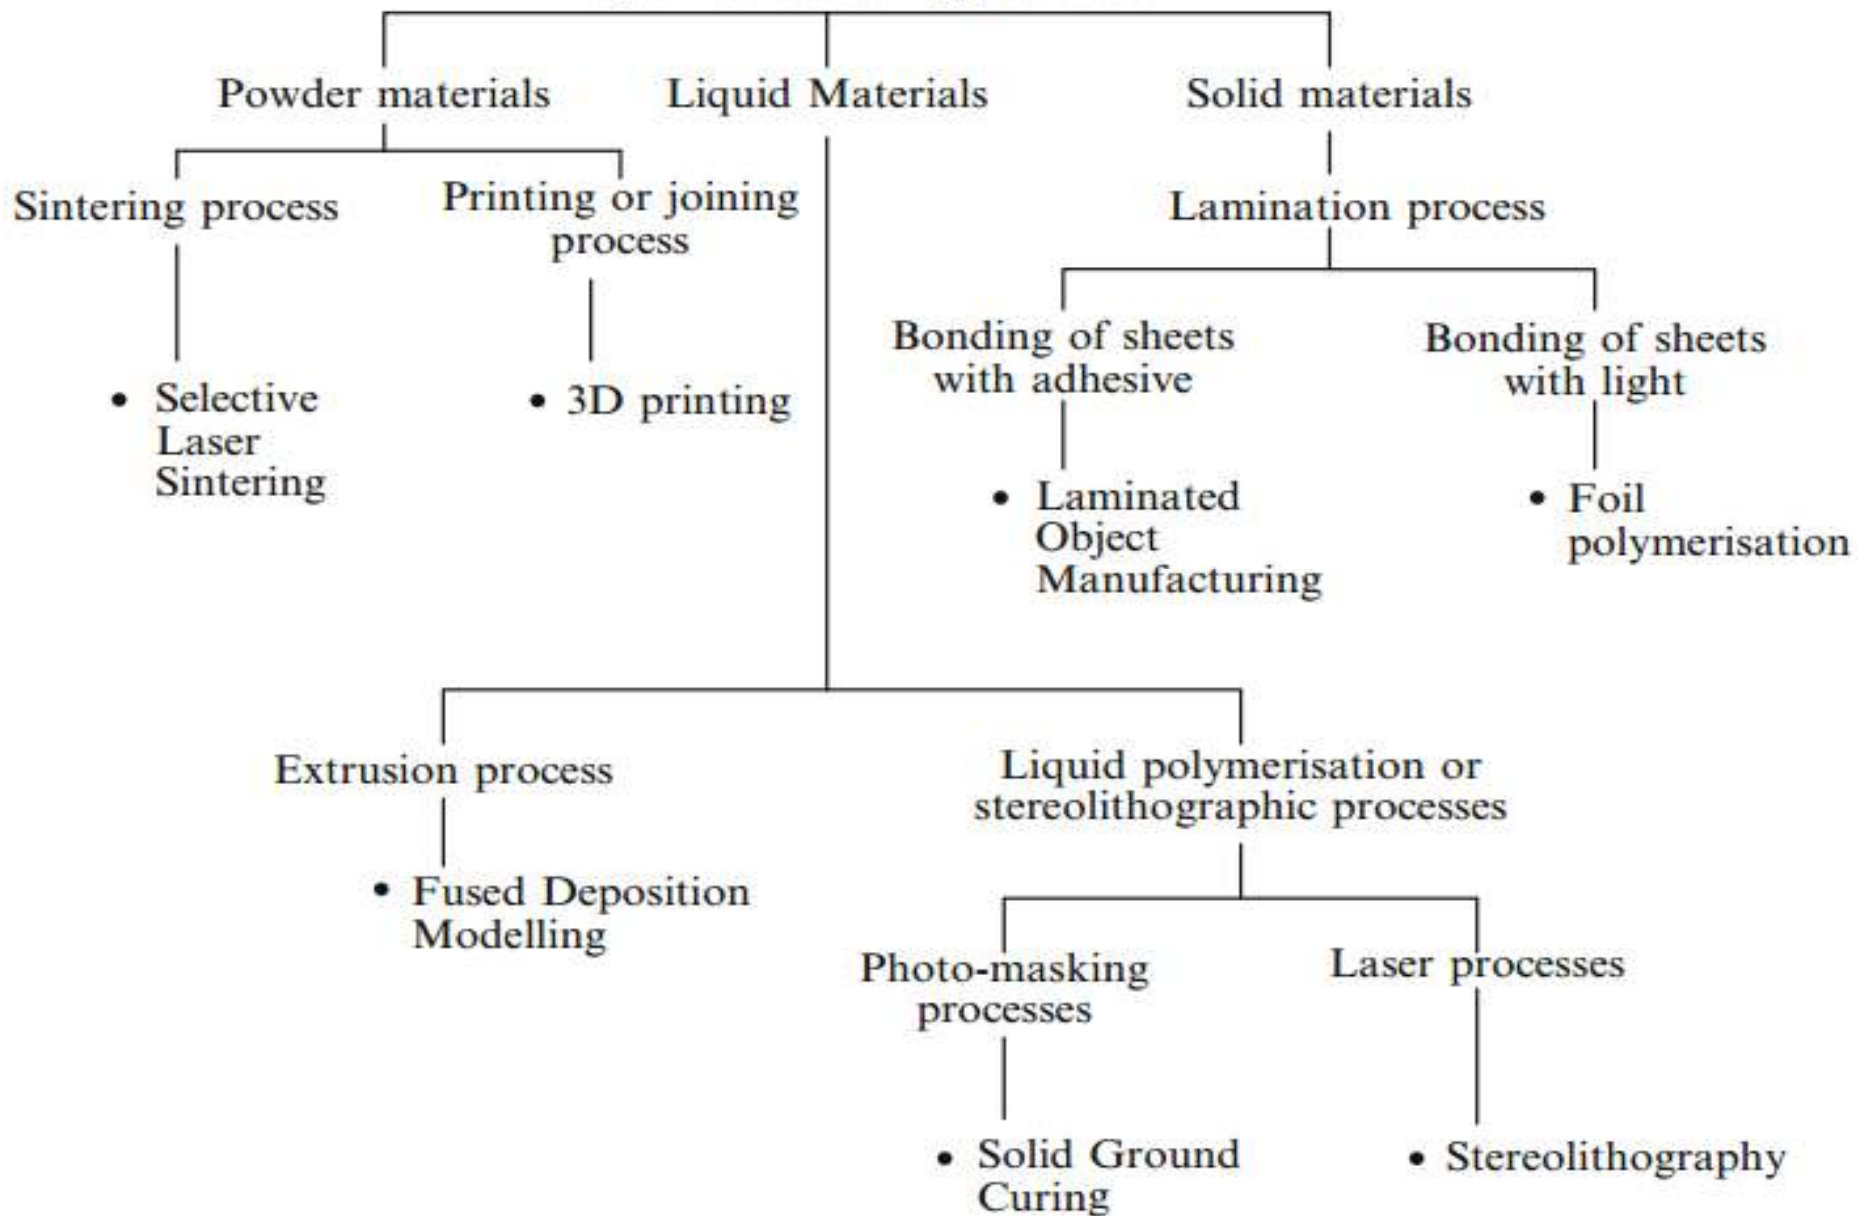 Powder materials
Liquid Materials
Solid materials
Sintering process
Printing or joining
process
Lamination process
Bonding of sheets
with adhesive
Bonding of sheets
with light
• Selective
Laser
Sintering
• 3D printing
• Laminated
Object
Manufacturing
• Foil
polymerisation
Extrusion process
Liquid polymerisation or
stereolithographic processes
• Fused Deposition
Modelling
Photo-masking
processes
Laser processes
• Solid Ground
Curing
• Stereolithography